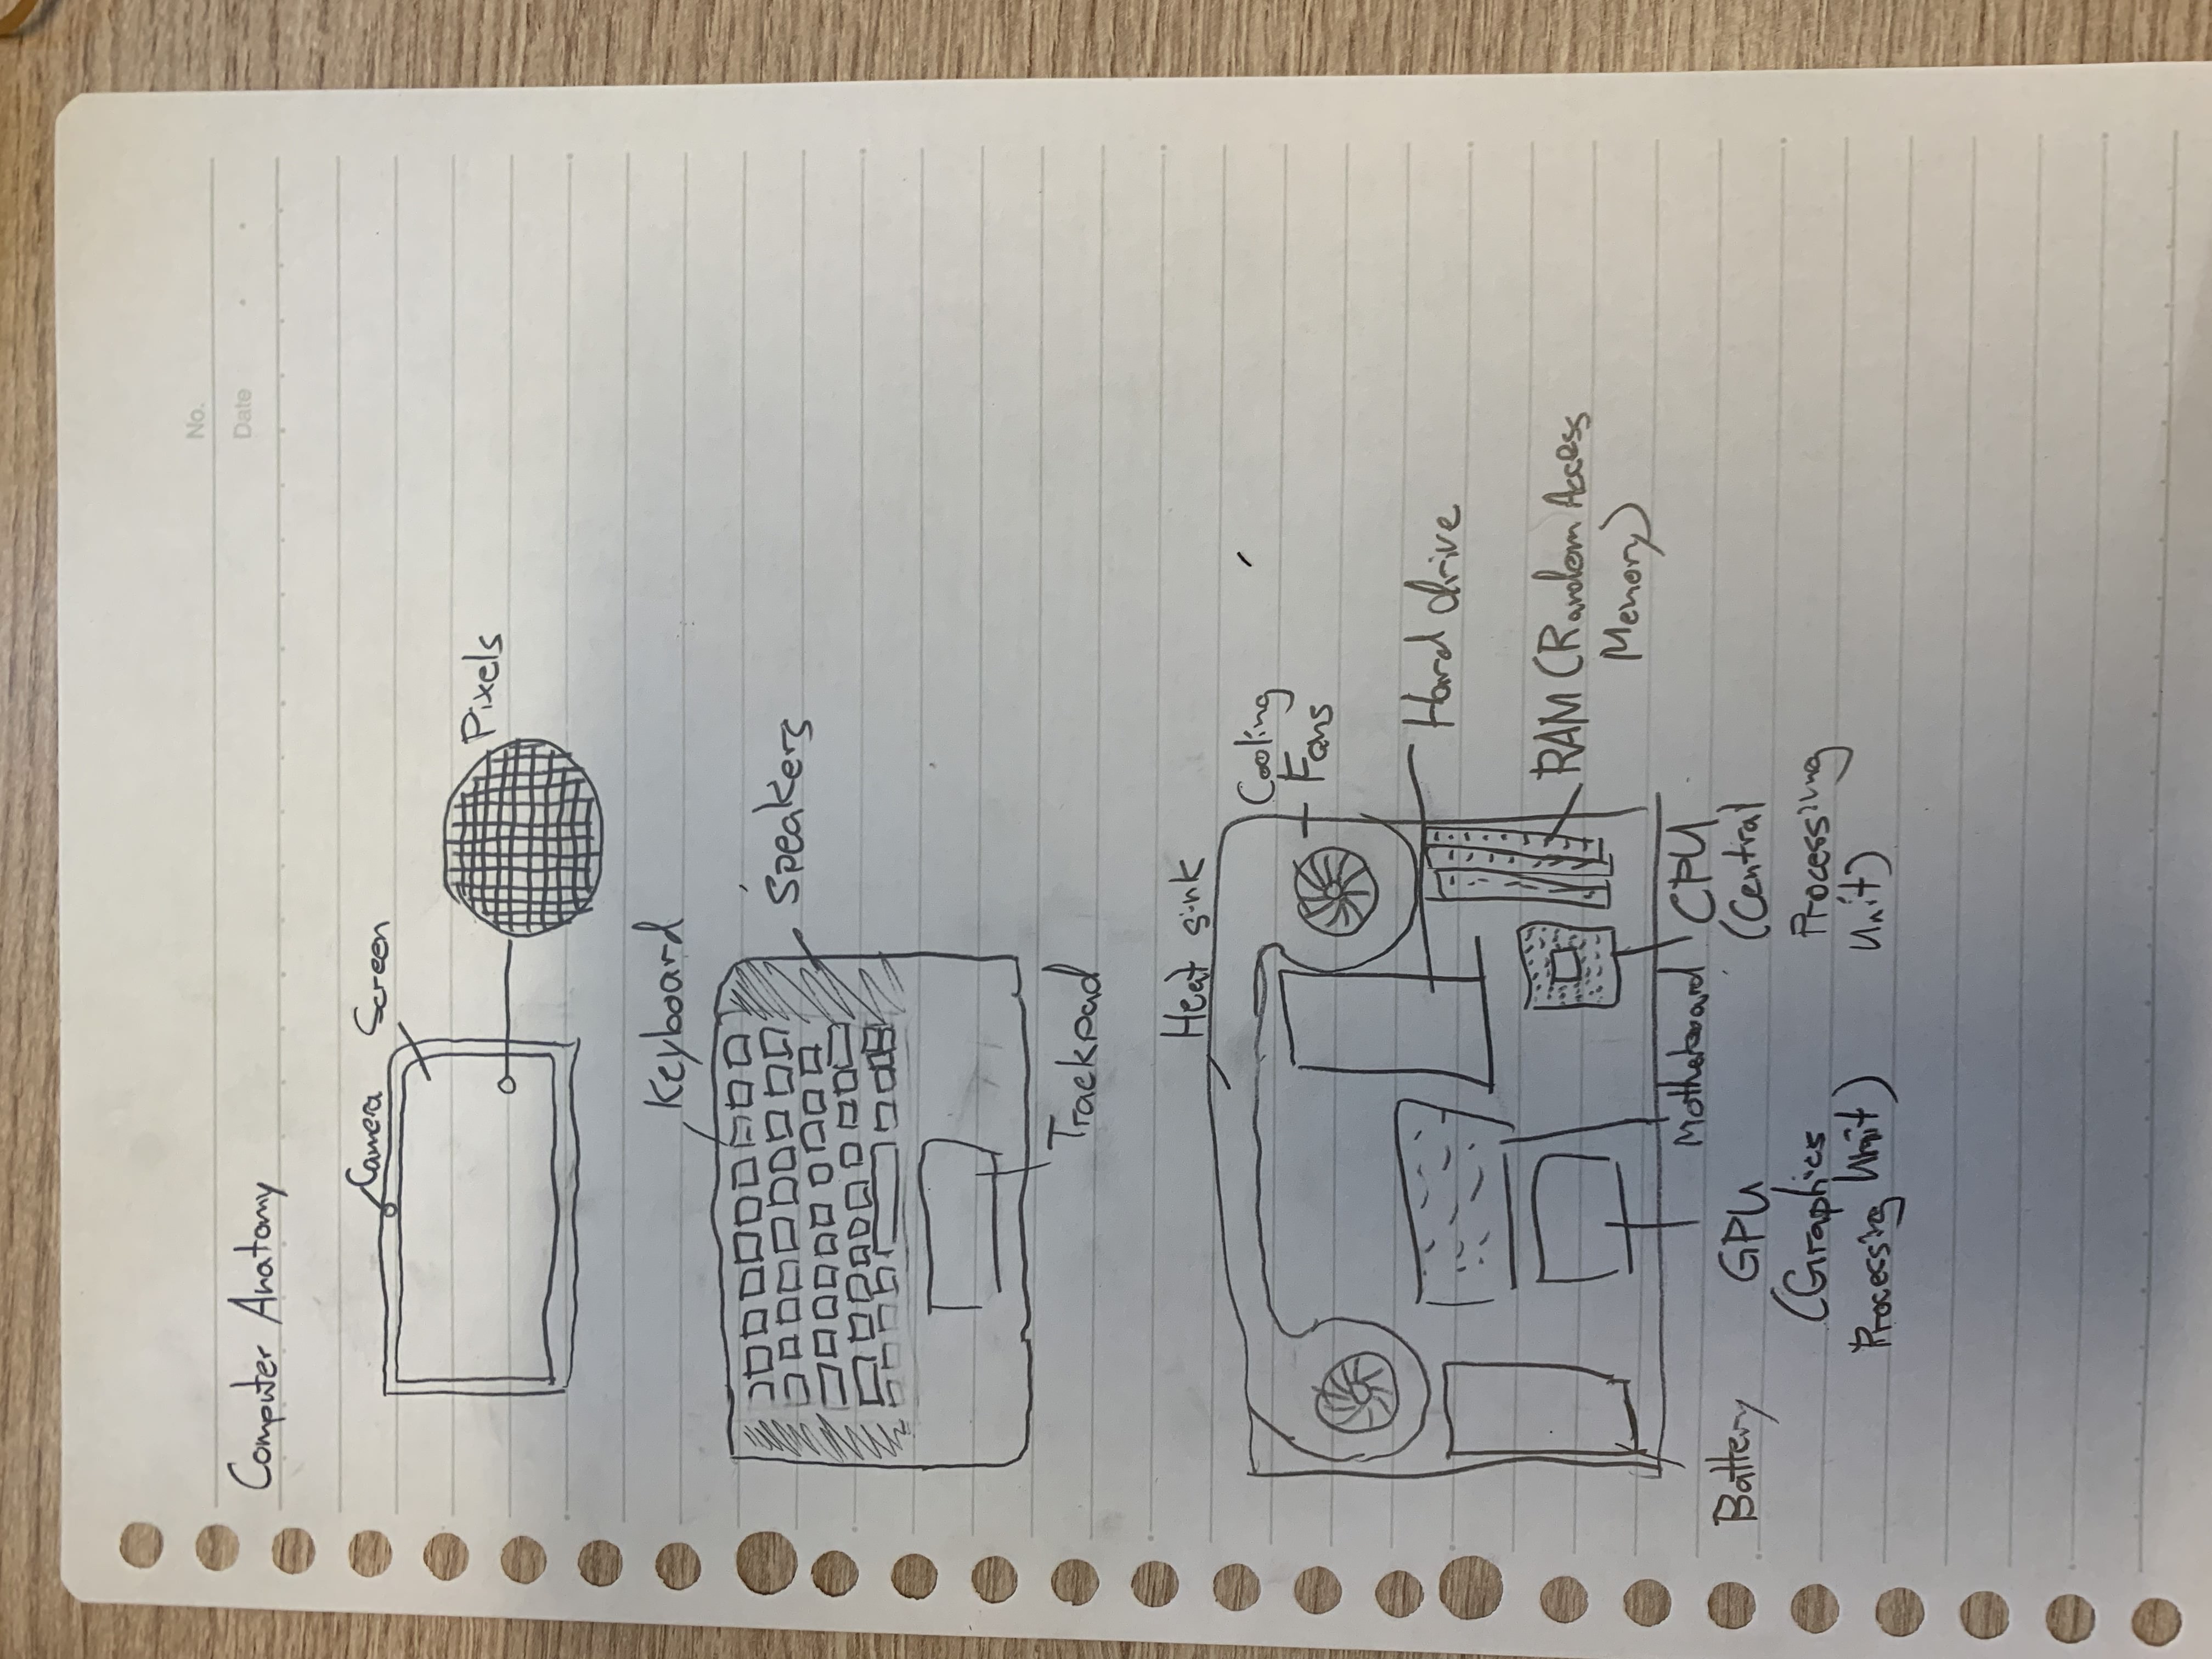 No.
Date
Computer Anatomy
Camera
Screen
Pixels
Keyboard
Speakers
Trackpad
Heat sink
Cooling
Fans
Hard drive
RAM (Random Access
Memory)
Motherboard
CPU
(Central
Processiung
Unit)
Battery
GPU
(Graphics
Processing Unit)